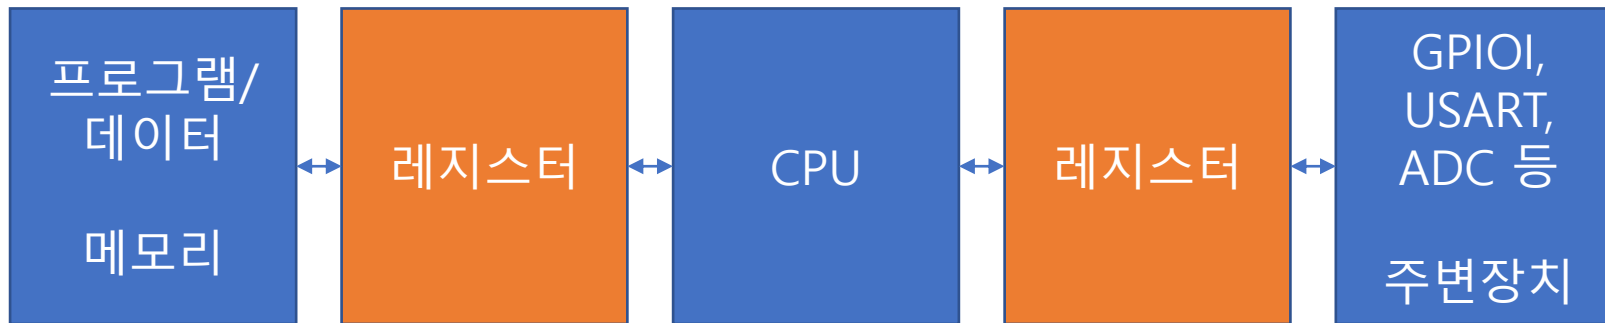 프로그램/
데이터
메모리
레지스터
CPU
레지스터
GPIOI,
USART,
ADC 등
주변장치